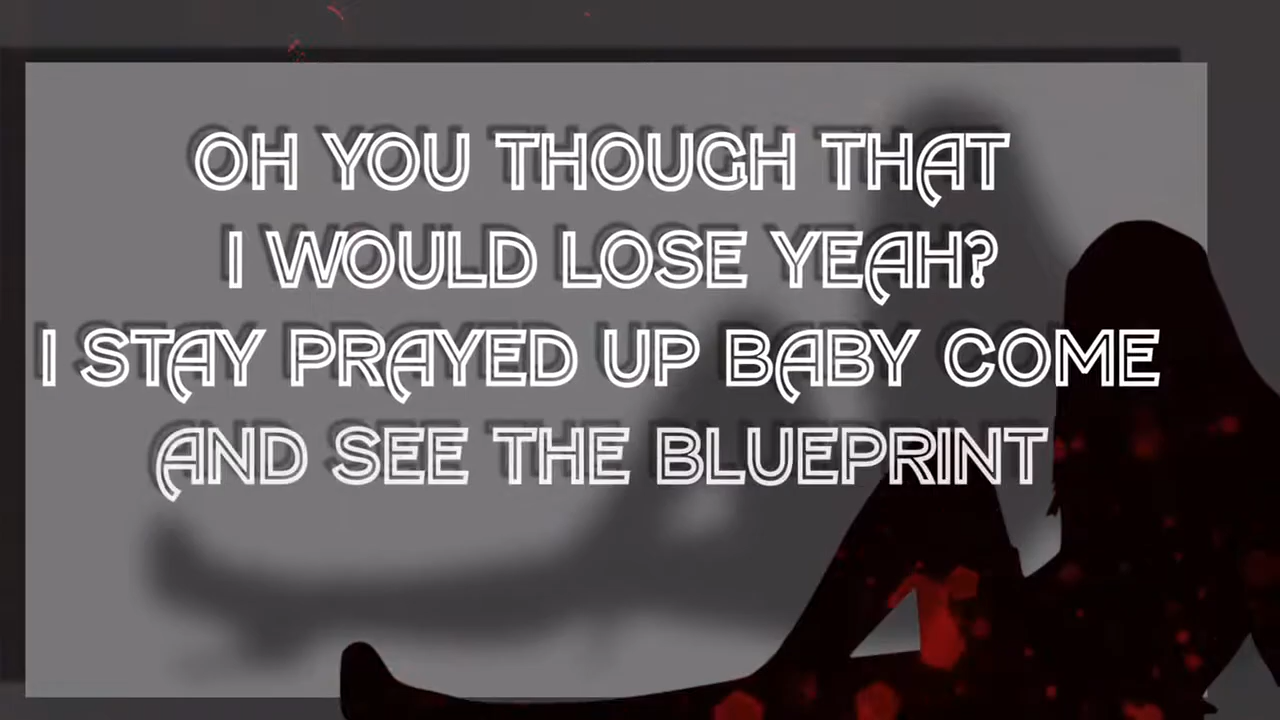 OH YOU THOUGH THAT
I WOULD LOSE YEAH?
I STAY PRAYED UP BABY COME
AND SEE THE BLUEPRINT